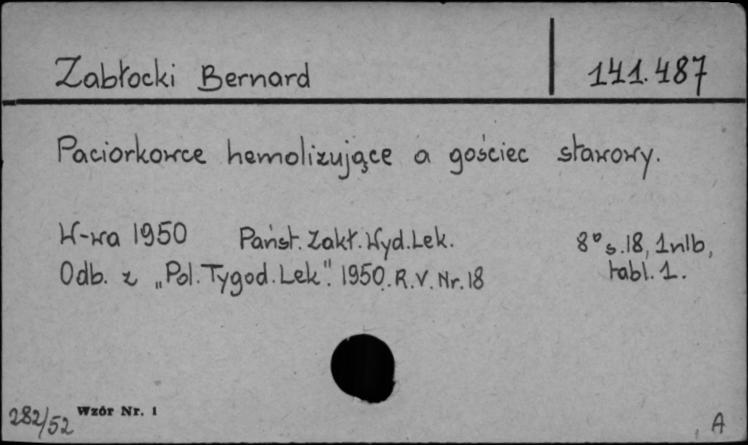 Zabłocki Bernard 141.487
Paciorkowce hemolizujące a gościec stawowy.
W-wa 1950 Państ. Zakł. Wyd. Lek. 8° s. 18, 1 nlb,
Odb. z „Pol. Tygod. Lek”. 1950. R. V. Nr. 18 tabl. 1.
282/52 Wzór Nr. 1 A